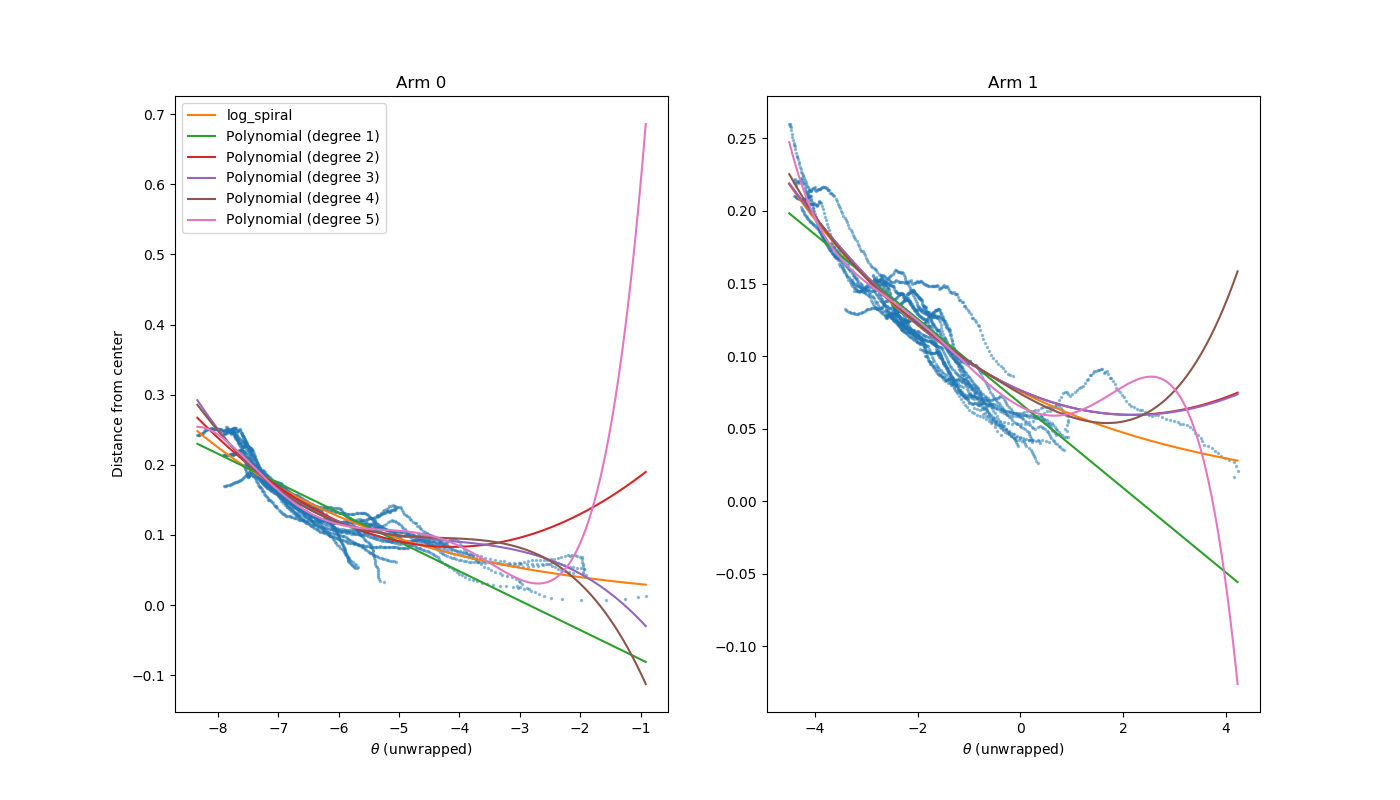 Arm 0
0.7
0.6
0.5
0.4
0.3
0.2
0.1
0.0
−0.1
Distance from center
log_spiral
Polynomial (degree 1)
Polynomial (degree 2)
Polynomial (degree 3)
Polynomial (degree 4)
Polynomial (degree 5)
−8 −7 −6 −5 −4 −3 −2 −1
θ (unwrapped)
Arm 1
0.25
0.20
0.15
0.10
0.05
0.00
−0.05
−0.10
−4 −2 0 2 4
θ (unwrapped)